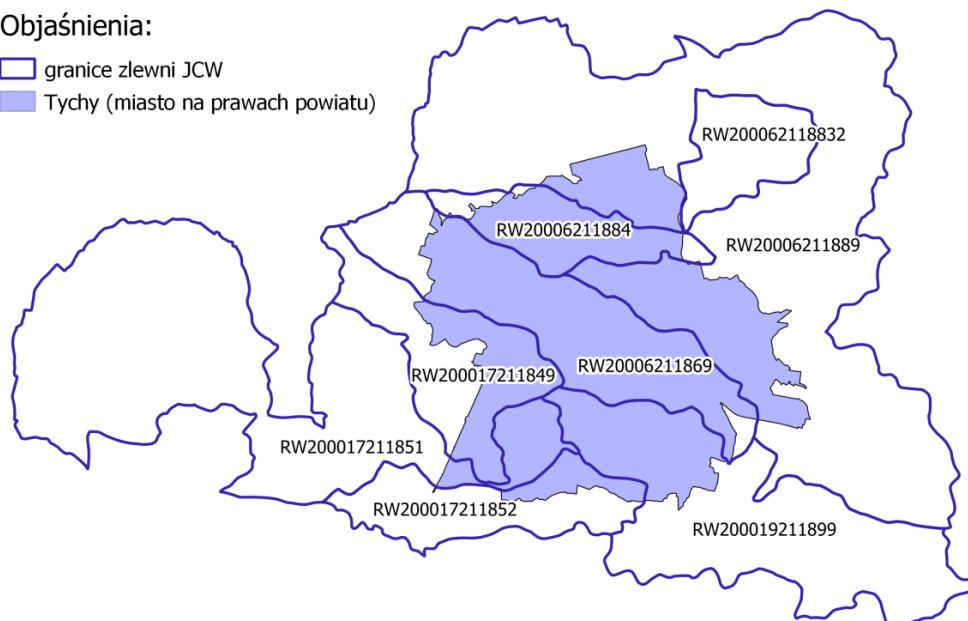 Objaśnienia:
granice zlewni JCW
Tychy (miasto na prawach powiatu)
RW200062118832
RW20006211884
RW20006211889
RW20006211869
RW200017211849
RW200017211851
RW200017211852
RW200019211899